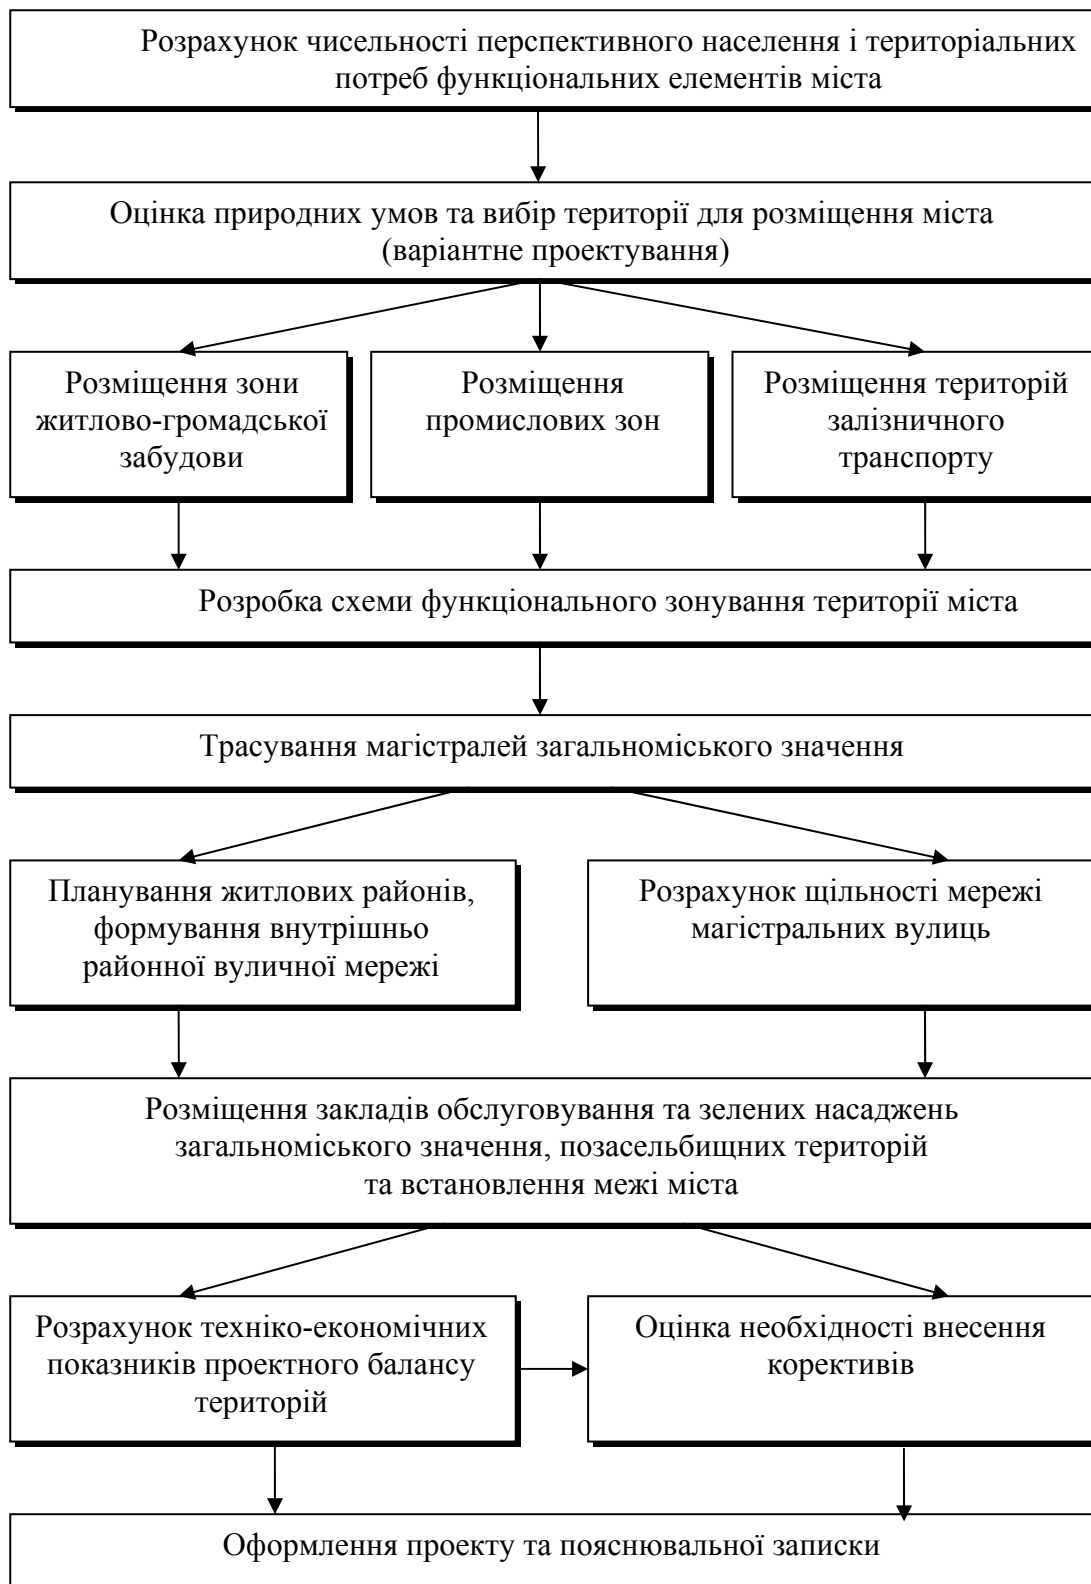 Розрахунок чисельності перспективного населення і територіальних
потреб функціональних елементів міста
Оцінка природних умов та вибір території для розміщення міста
(варіантне проектування)
Розміщення зони
житлово-громадської
забудови
Розміщення
промислових зон
Розміщення територій
залізничного
транспорту
Розробка схеми функціонального зонування території міста
Трасування магістралей загальноміського значення
Планування житлових районів,
формування внутрішньо
районної вуличної мережі
Розрахунок щільності мережі
магістральних вулиць
Розміщення закладів обслуговування та зелених насаджень
загальноміського значення, позасельбищних територій
та встановлення межі міста
Розрахунок техніко-економічних
показників проектного балансу
територій
Оцінка необхідності внесення
корективів
Оформлення проекту та пояснювальної записки